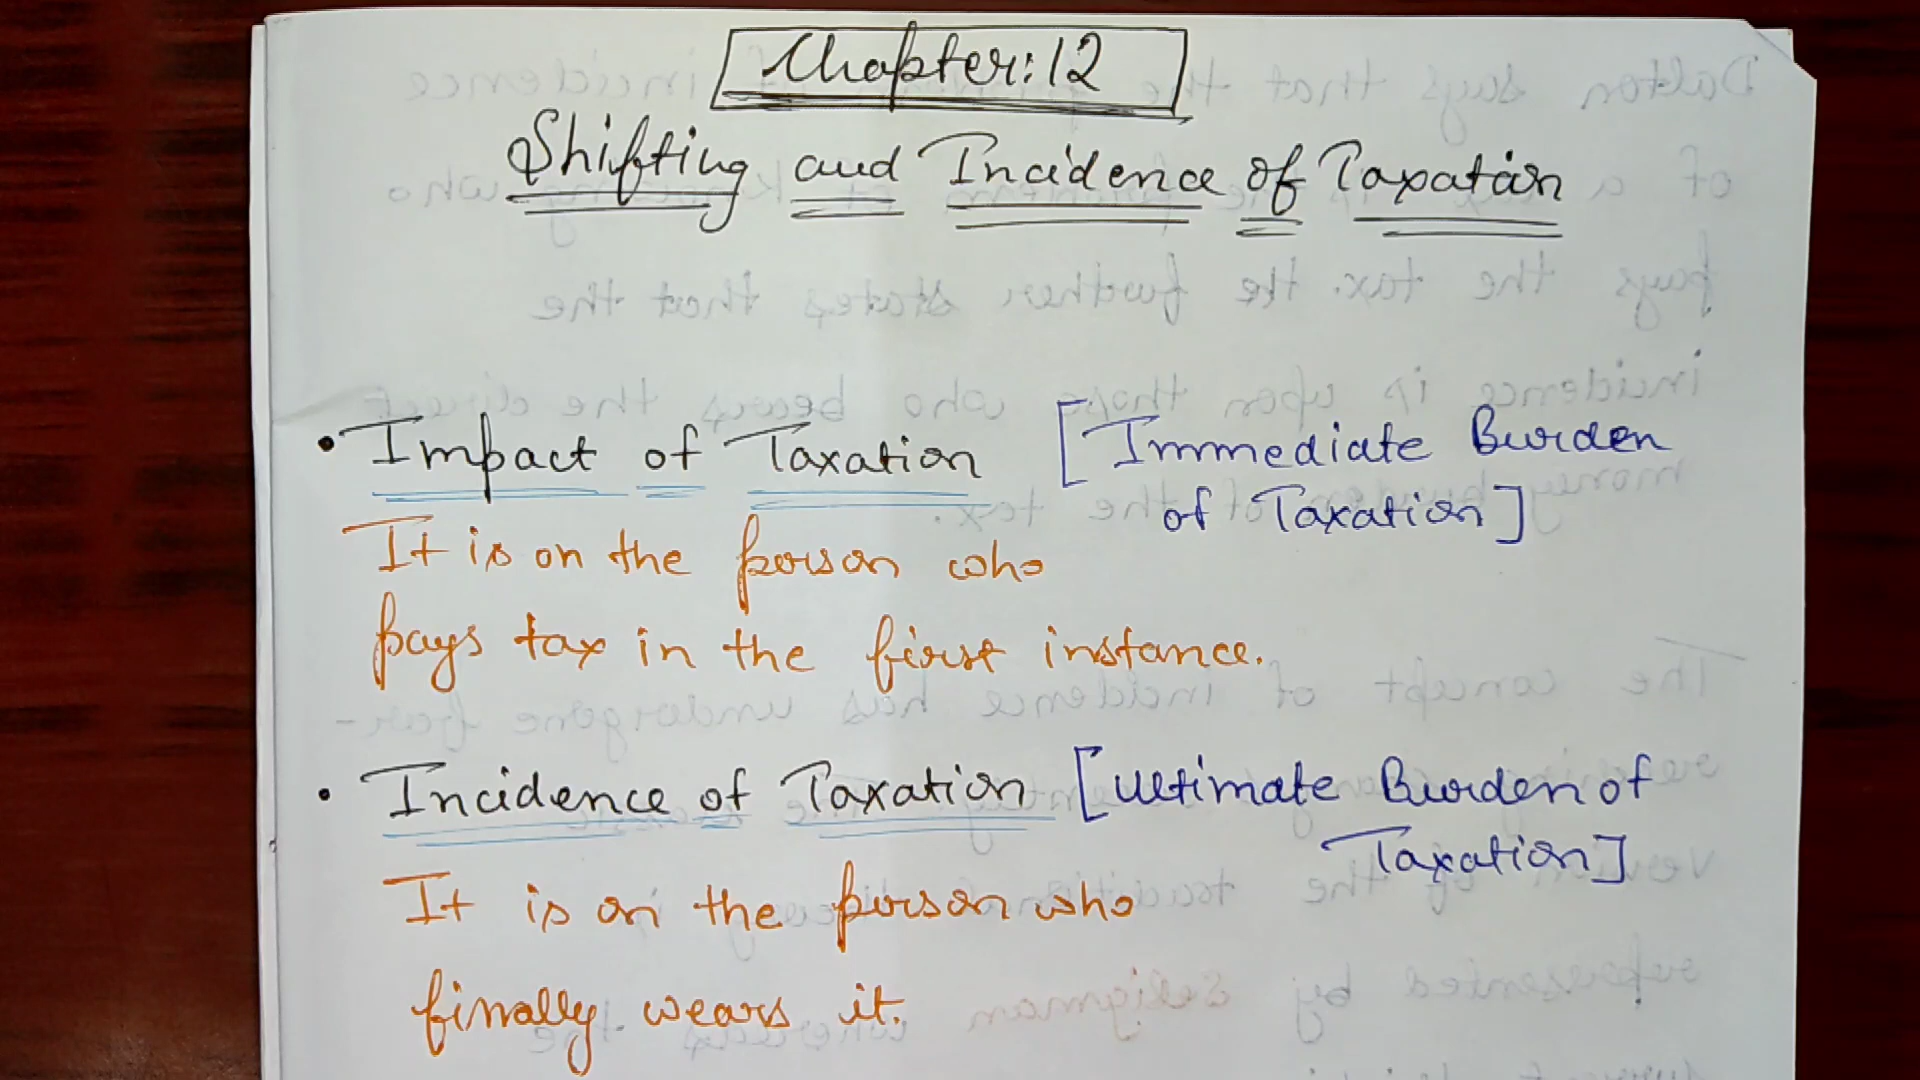 Chapter: 12
Shifting and Incidence of Taxation
• Impact of Taxation [Immediate Burden
of Taxation]
It is on the person who
pays tax in the first instance.
• Incidence of Taxation [Ultimate Burden of
Taxation]
It is on the person who
finally wears it.